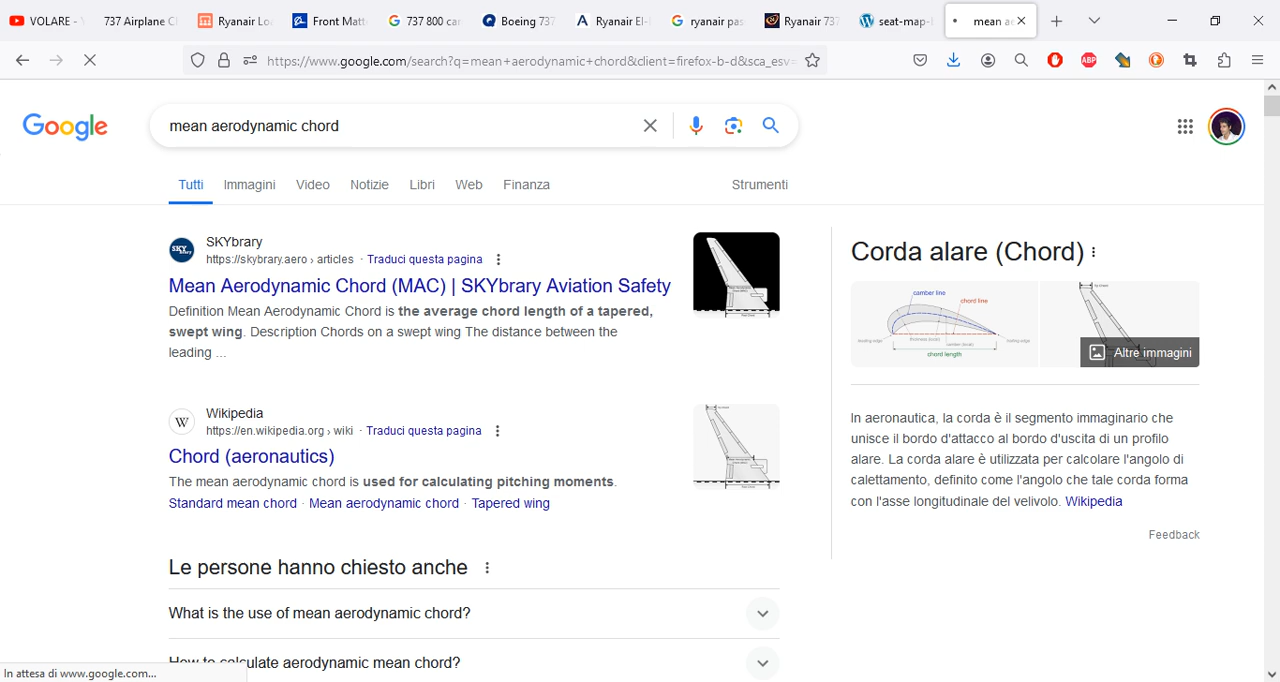 VOLARE -
737 Airplane C
Ryanair Lo
Front Matt
737 800 car
Boeing 737
Ryanair El-
ryanair pas
Ryanair 737
seat-map-
mean ae
https://www.google.com/search?q=mean+aerodynamic+chord&client=firefox-b-d&sca_esv=
ABP
Google
mean aerodynamic chord
Tutti
Immagini
Video
Notizie
Libri
Web
Finanza
Strumenti
SKYbrary
https://skybrary.aero › articles · Traduci questa pagina
Mean Aerodynamic Chord (MAC) | SKYbrary Aviation Safety
Definition Mean Aerodynamic Chord is the average chord length of a tapered,
swept wing. Description Chords on a swept wing The distance between the
leading ...
Wikipedia
https://en.wikipedia.org › wiki · Traduci questa pagina
Chord (aeronautics)
The mean aerodynamic chord is used for calculating pitching moments.
Standard mean chord · Mean aerodynamic chord · Tapered wing
Le persone hanno chiesto anche
What is the use of mean aerodynamic chord?
How to calculate aerodynamic mean chord?
In attesa di www.google.com...
Corda alare (Chord)
camber line
chord line
chord length
Altre immagini
In aeronautica, la corda è il segmento immaginario che
unisce il bordo d'attacco al bordo d'uscita di un profilo
alare. La corda alare è utilizzata per calcolare l'angolo di
calettamento, definito come l'angolo che tale corda forma
con l'asse longitudinale del velivolo. Wikipedia
Feedback